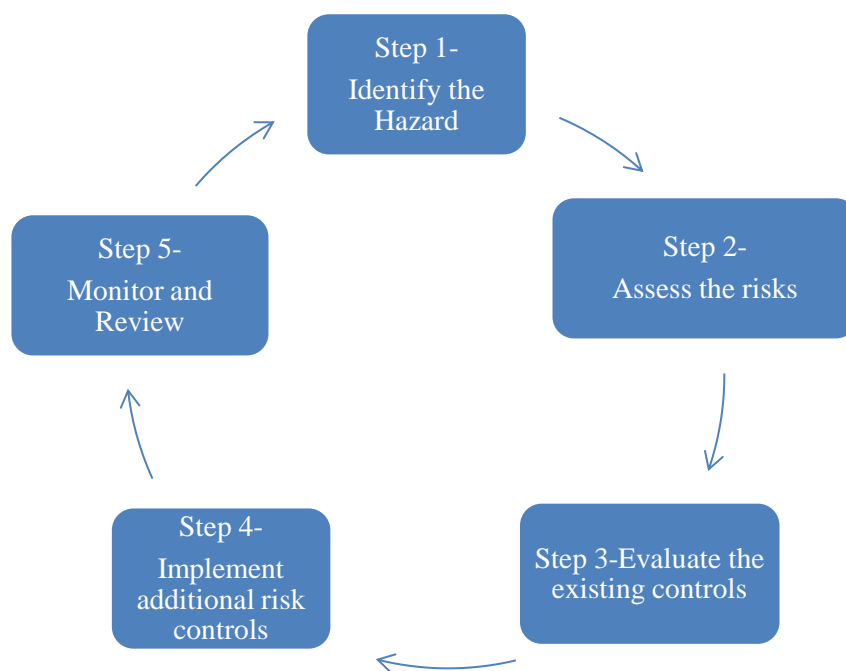 Step 1-
Identify the
Hazard
Step 2-
Assess the risks
Step 3-Evaluate the
existing controls
Step 4-
Implement
additional risk
controls
Step 5-
Monitor and
Review